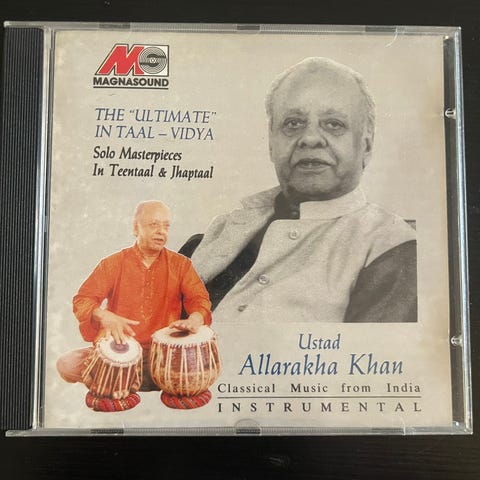 MAGNASOUND
THE "ULTIMATE"
IN TAAL – VIDYA
Solo Masterpieces
In Teentaal & Jhaptaal
Ustad
Allarakha Khan
Classical Music from India
INSTRUMENTAL